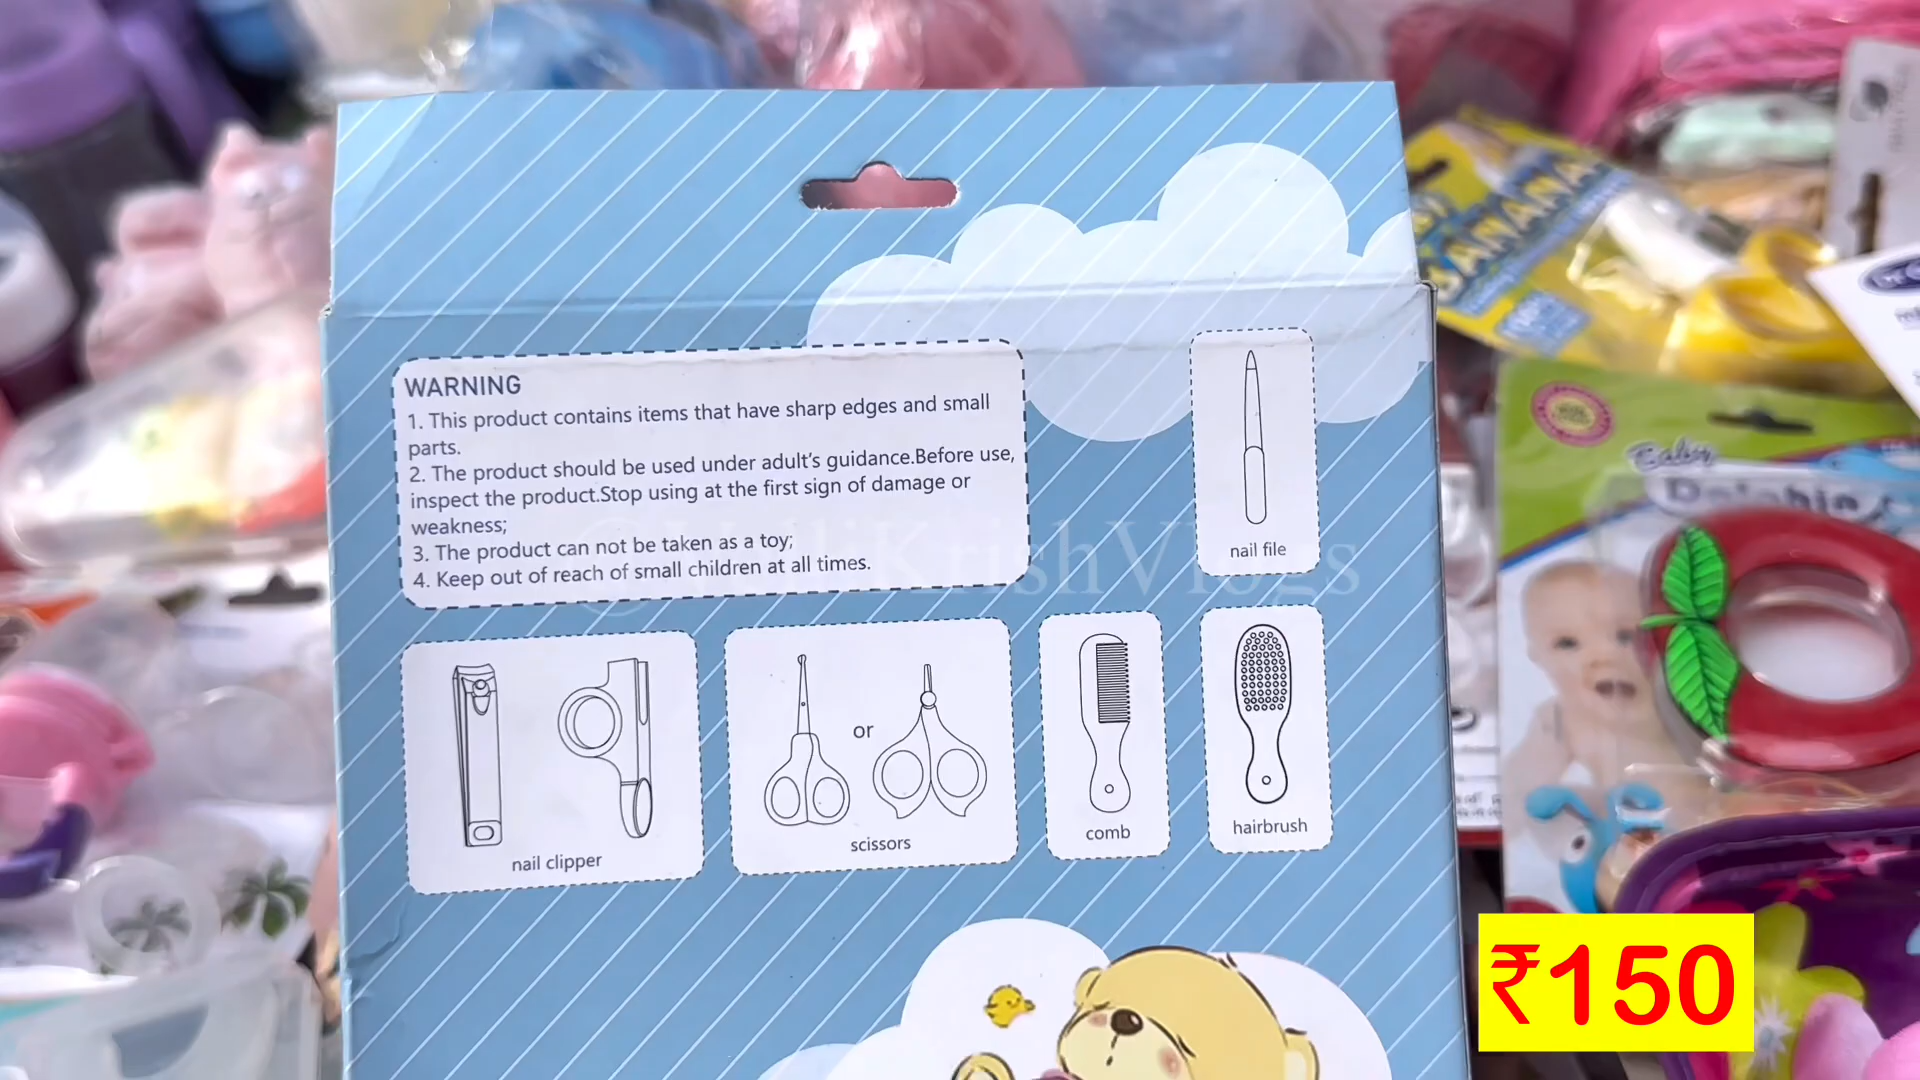 WARNING
1. This product contains items that have sharp edges and small
parts.
2. The product should be used under adult's guidance.Before use,
inspect the product.Stop using at the first sign of damage or
weakness;
3. The product can not be taken as a toy;
4. Keep out of reach of small children at all times.
nail file
nail clipper
or
scissors
comb
hairbrush
BANANA
Baby
Dolphin
₹150